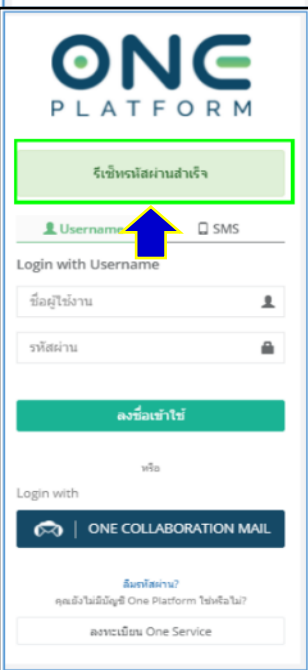 ONE
PLATFORM
รีเซ็ทรหัสผ่านสำเร็จ
Username
SMS
Login with Username
ชื่อผู้ใช้งาน
รหัสผ่าน
ลงชื่อเข้าใช้
หรือ
Login with
ONE COLLABORATION MAIL
ลืมรหัสผ่าน?
คุณยังไม่มีบัญชี One Platform ใช่หรือไม่?
ลงทะเบียน One Service